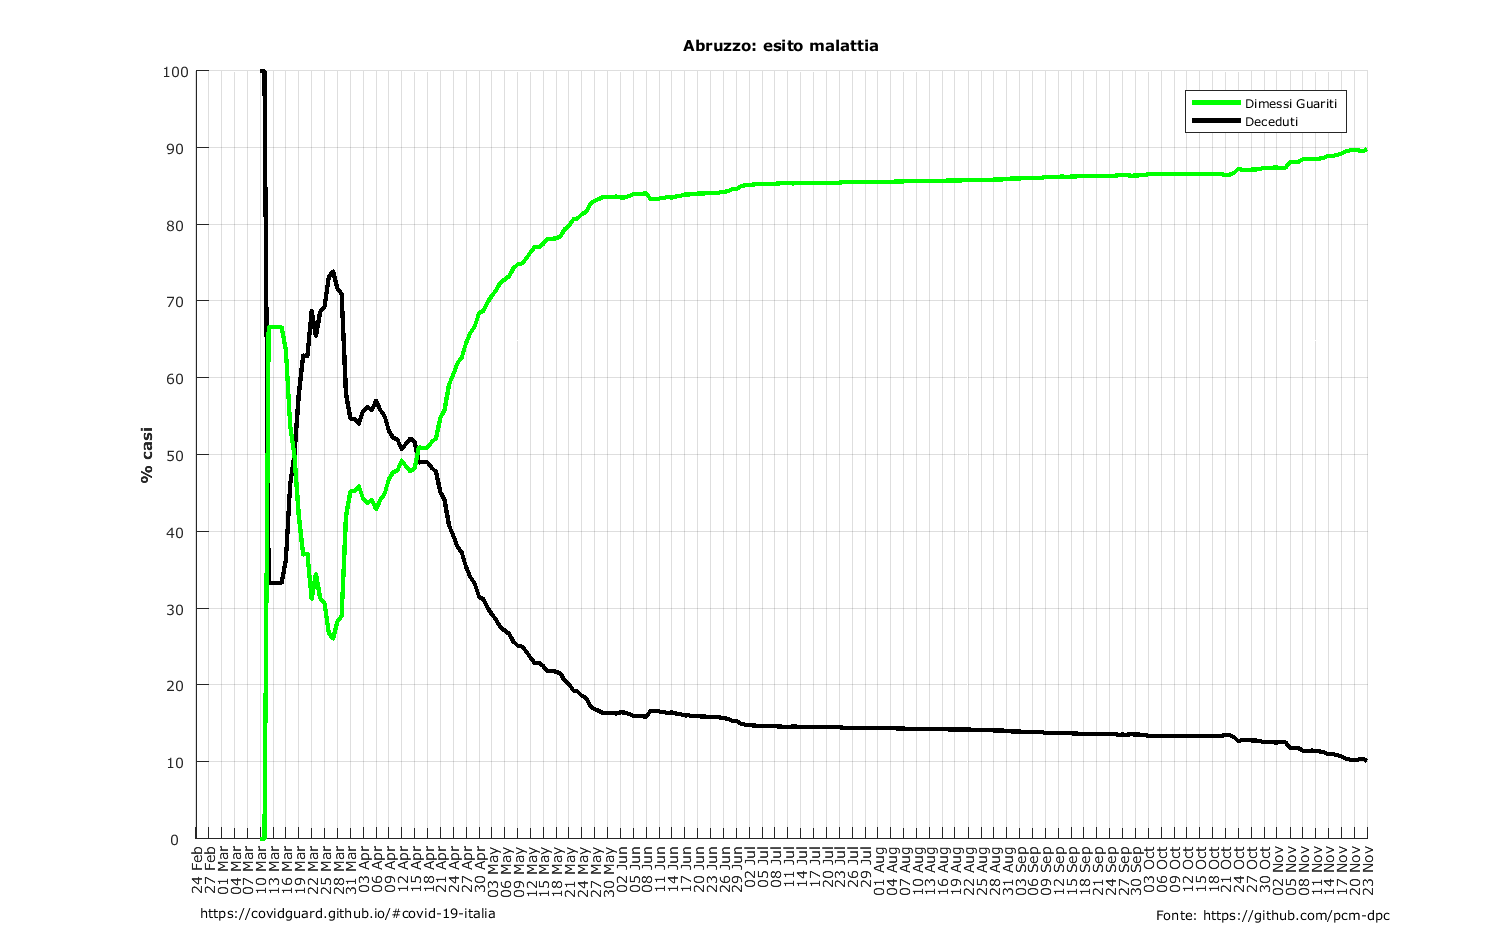 Abruzzo: esito malattia
Dimessi Guariti
Deceduti
% casi
100
90
80
70
60
50
40
30
20
10
0
24 Feb
27 Feb
01 Mar
04 Mar
07 Mar
10 Mar
13 Mar
16 Mar
19 Mar
22 Mar
25 Mar
28 Mar
31 Mar
03 Apr
06 Apr
09 Apr
12 Apr
15 Apr
18 Apr
21 Apr
24 Apr
27 Apr
30 Apr
03 May
06 May
09 May
12 May
15 May
18 May
21 May
24 May
27 May
30 May
02 Jun
05 Jun
08 Jun
11 Jun
14 Jun
17 Jun
20 Jun
23 Jun
26 Jun
29 Jun
02 Jul
05 Jul
08 Jul
11 Jul
14 Jul
17 Jul
20 Jul
23 Jul
26 Jul
29 Jul
01 Aug
04 Aug
07 Aug
10 Aug
13 Aug
16 Aug
19 Aug
22 Aug
25 Aug
28 Aug
31 Aug
03 Sep
06 Sep
09 Sep
12 Sep
15 Sep
18 Sep
21 Sep
24 Sep
27 Sep
30 Sep
03 Oct
06 Oct
09 Oct
12 Oct
15 Oct
18 Oct
21 Oct
24 Oct
27 Oct
30 Oct
02 Nov
05 Nov
08 Nov
11 Nov
14 Nov
17 Nov
20 Nov
23 Nov
https://covidguard.github.io/#covid-19-italia
Fonte: https://github.com/pcm-dpc